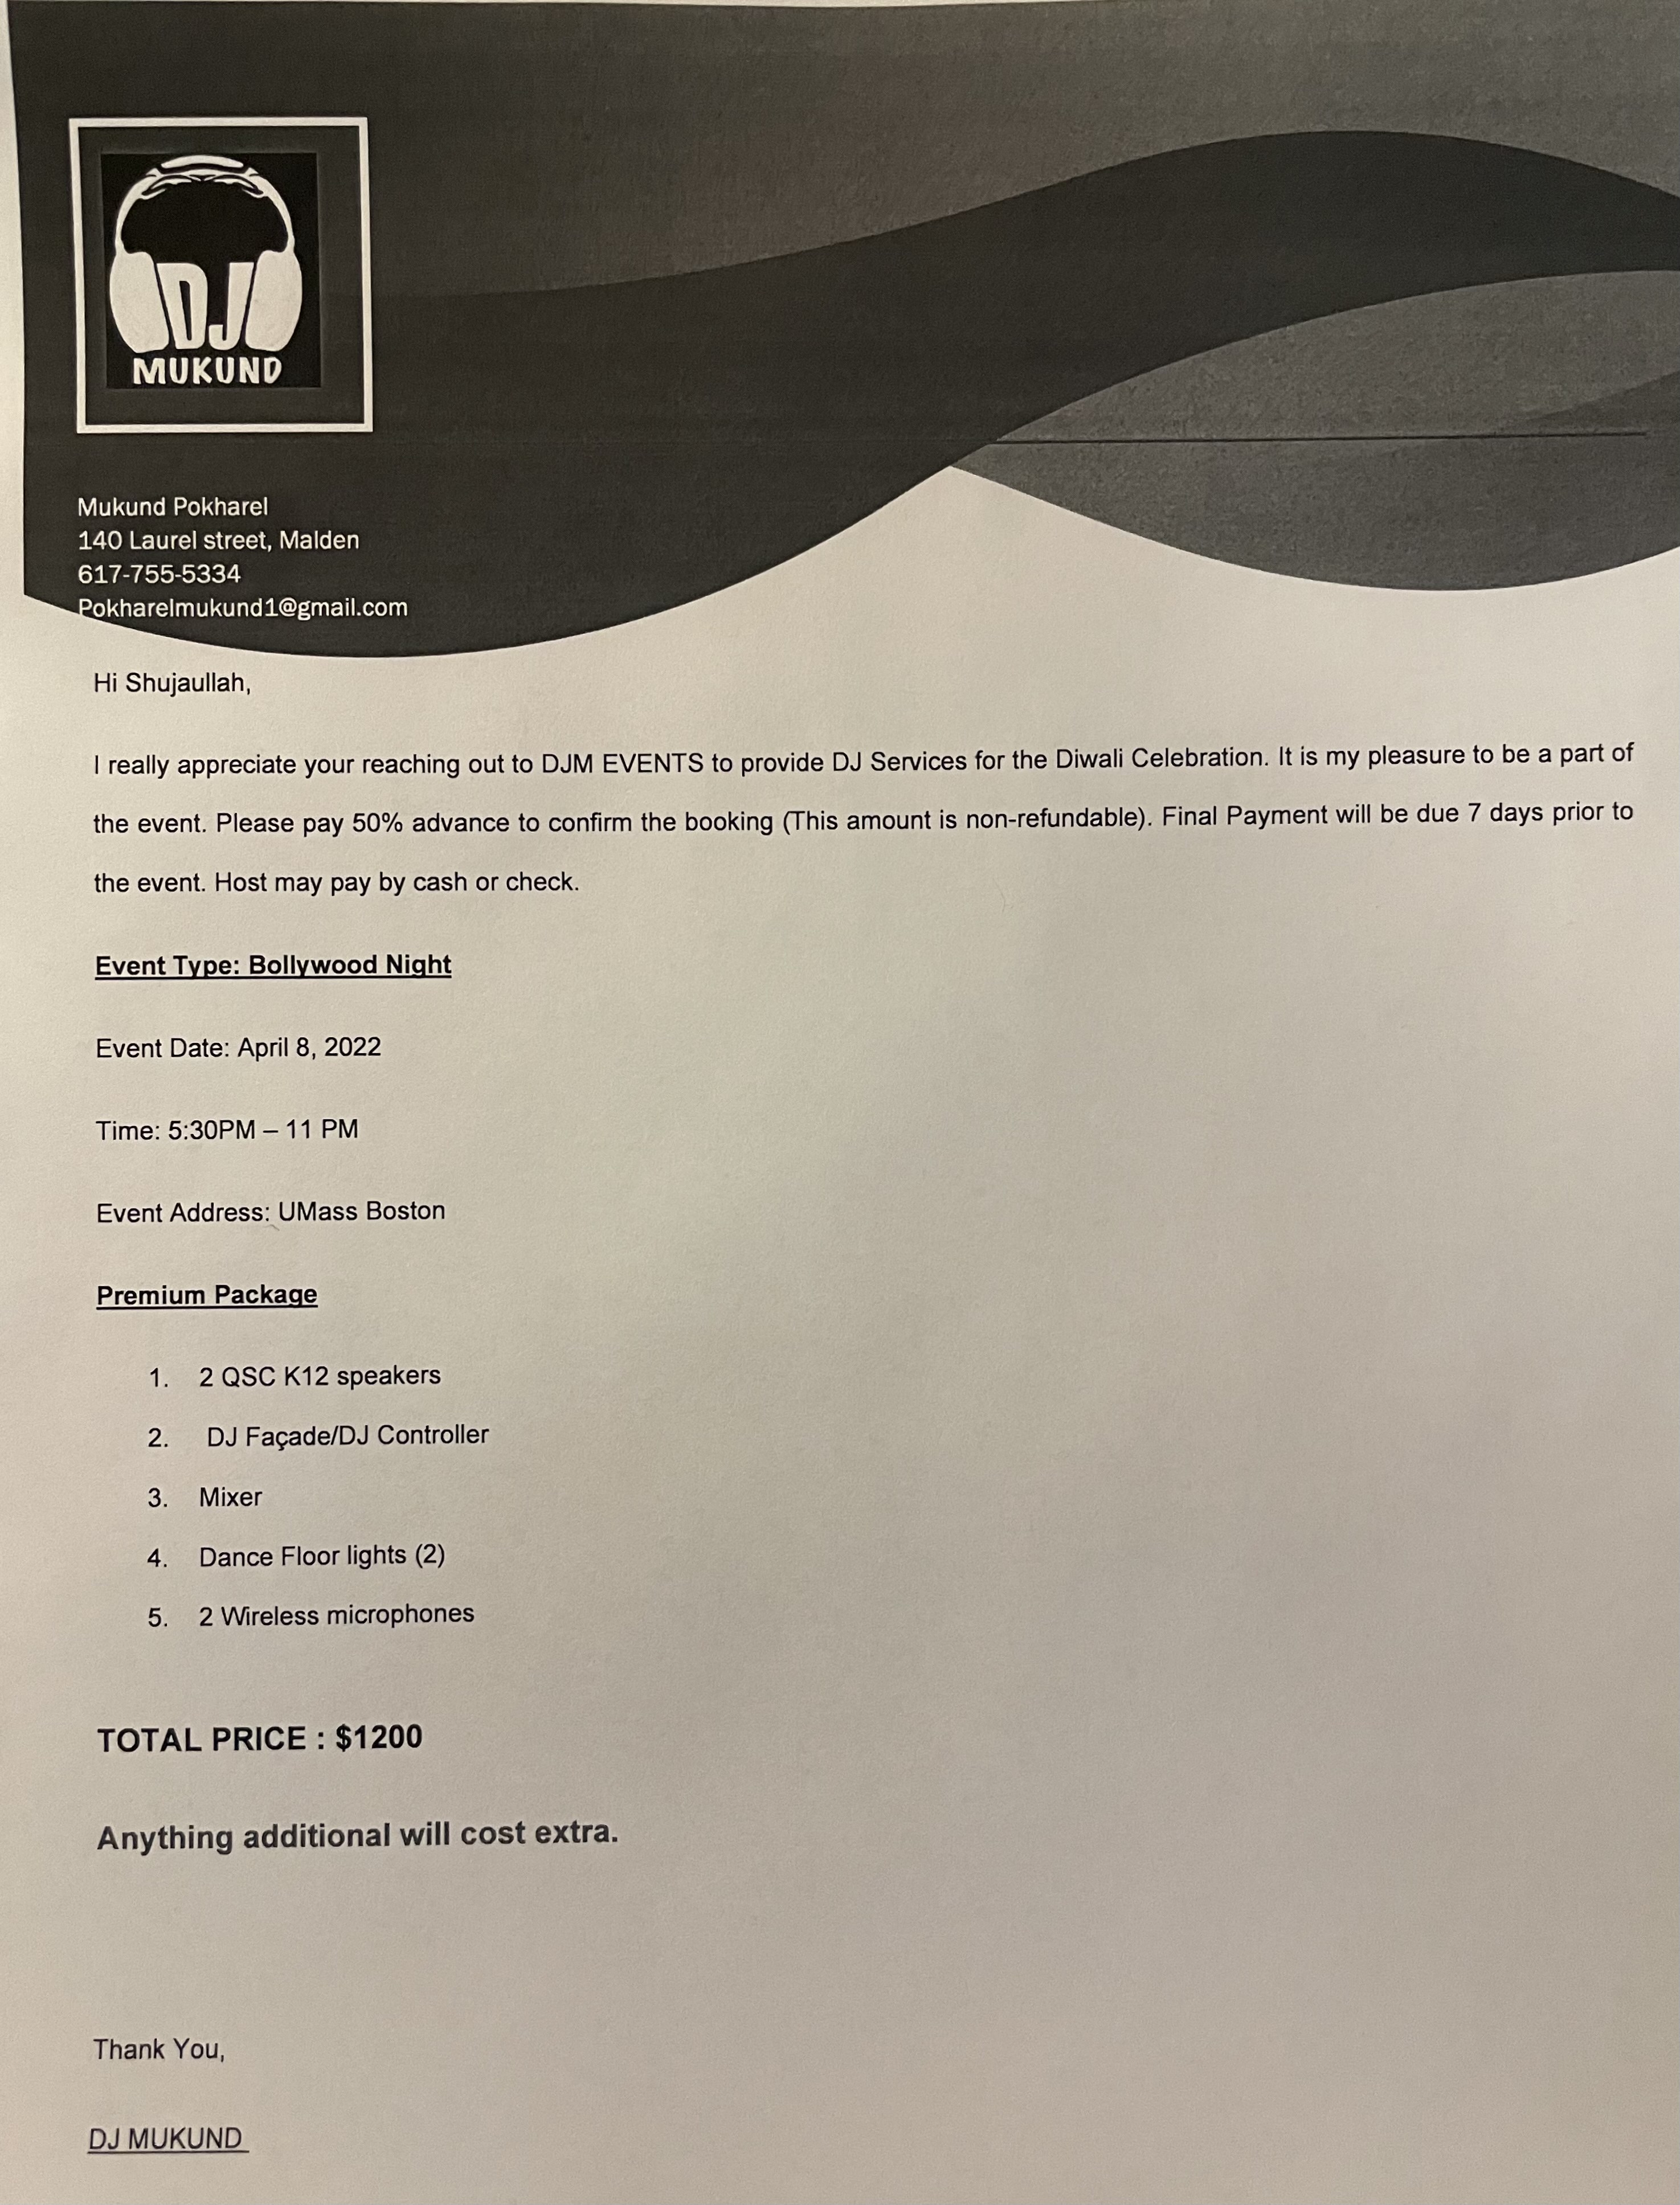 DJ
MUKUND
Mukund Pokharel
140 Laurel street, Malden
617-755-5334
Pokharelmukund1@gmail.com
Hi Shujaullah,
I really appreciate your reaching out to DJM EVENTS to provide DJ Services for the Diwali Celebration. It is my pleasure to be a part of
the event. Please pay 50% advance to confirm the booking (This amount is non-refundable). Final Payment will be due 7 days prior to
the event. Host may pay by cash or check.
Event Type: Bollywood Night
Event Date: April 8, 2022
Time: 5:30PM – 11 PM
Event Address: UMass Boston
Premium Package
1. 2 QSC K12 speakers
2. DJ Façade/DJ Controller
3. Mixer
4. Dance Floor lights (2)
5. 2 Wireless microphones
TOTAL PRICE : $1200
Anything additional will cost extra.
Thank You,
DJ MUKUND